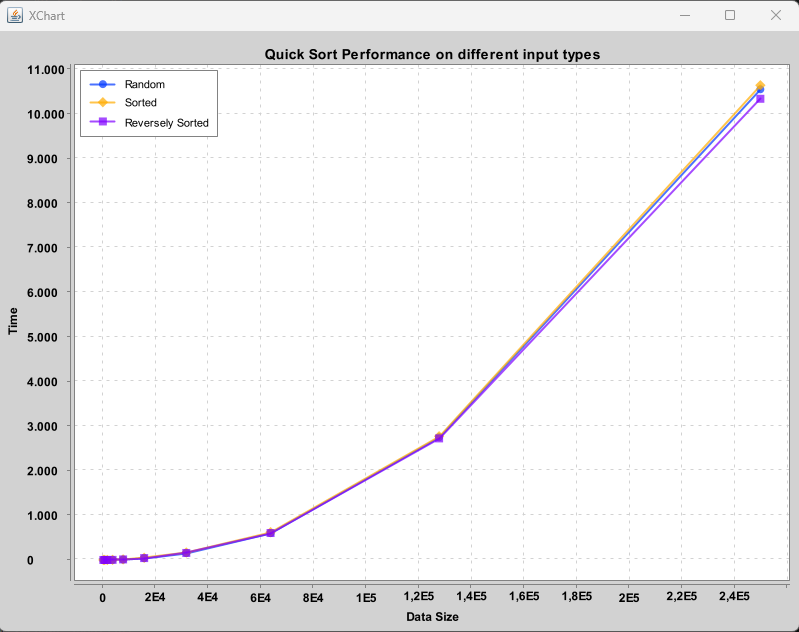 XChart
Quick Sort Performance on different input types
Random
Sorted
Reversely Sorted
11.000
10.000
9.000
8.000
7.000
6.000
5.000
4.000
3.000
2.000
1.000
0
Time
0 2E4 4E4 6E4 8E4 1E5 1,2E5 1,4E5 1,6E5 1,8E5 2E5 2,2E5 2,4E5
Data Size